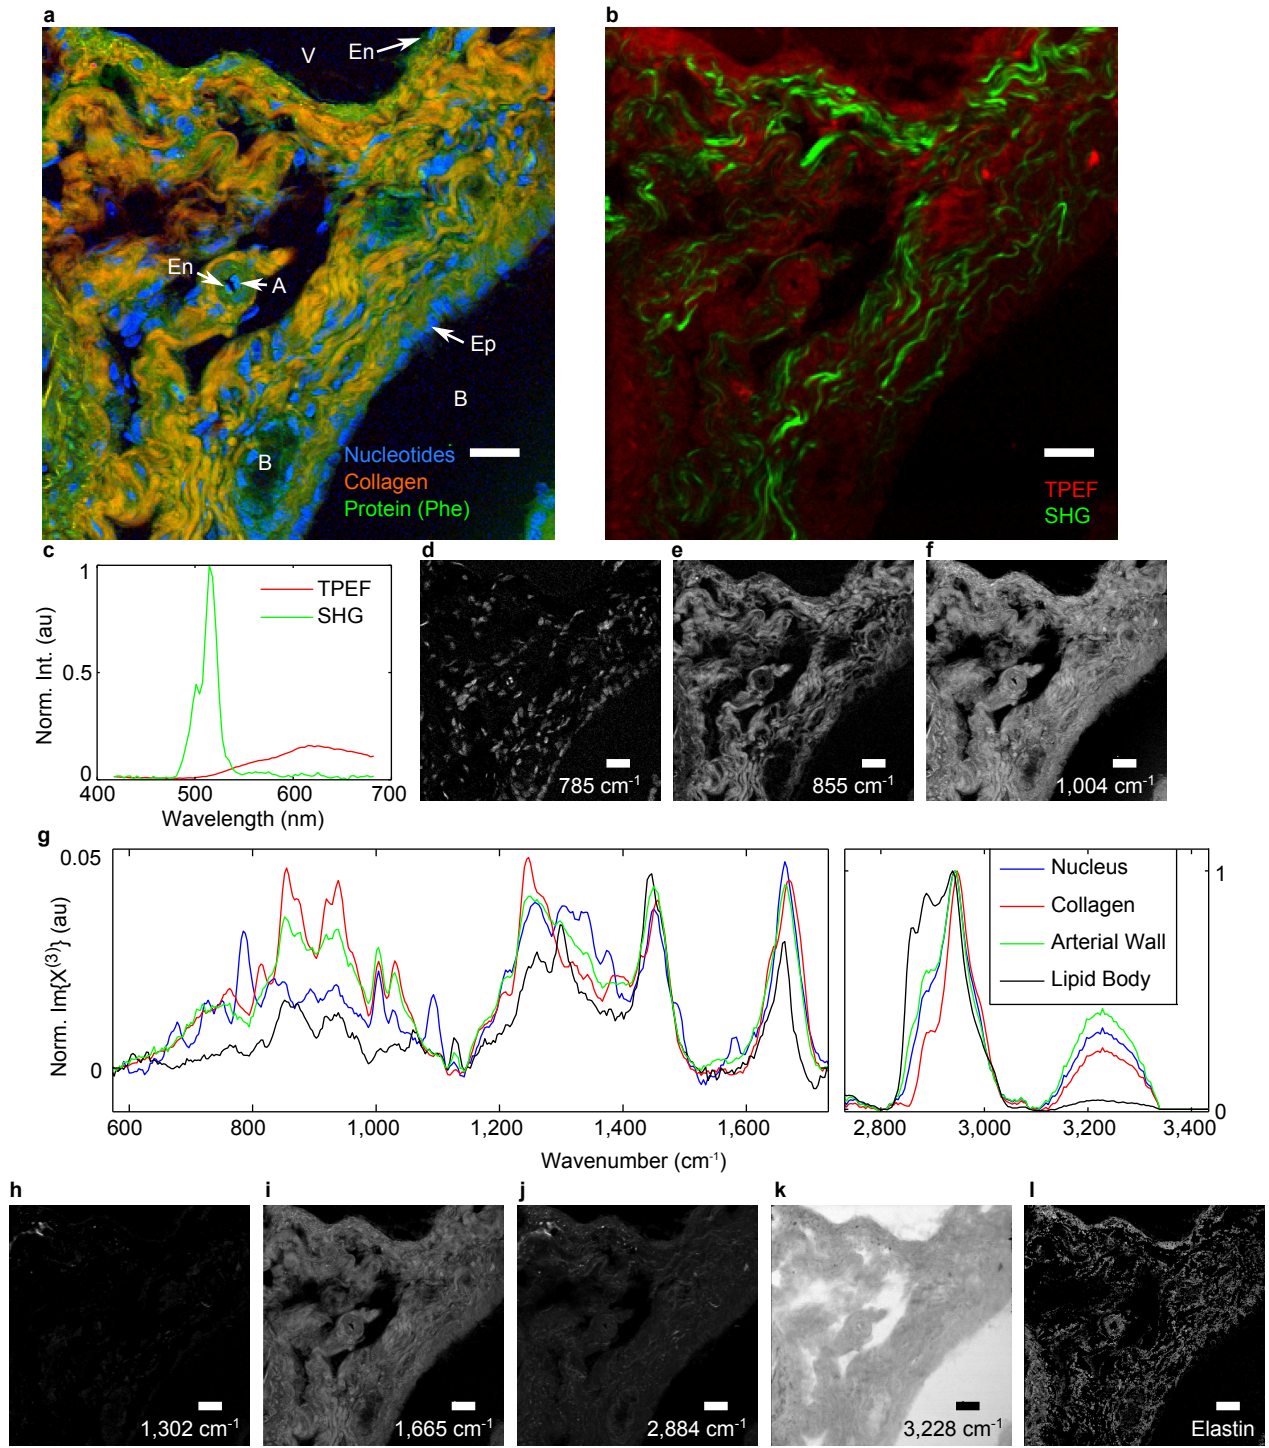 a
V
En
En
A
Ep
B
B
Nucleotides
Collagen
Protein (Phe)
b
TPEF
SHG
c
Norm. Int. (au)
1
0.5
0
400
500
600
700
Wavelength (nm)
TPEF
SHG
d
785 cm-1
e
855 cm-1
f
1,004 cm-1
g
Norm. Im{X(3)} (au)
0.05
0
600
800
1,000
1,200
1,400
1,600
2,800
3,000
3,200
3,400
1
0
Nucleus
Collagen
Arterial Wall
Lipid Body
Wavenumber (cm-1)
h
1,302 cm-1
i
1,665 cm-1
j
2,884 cm-1
k
3,228 cm-1
l
Elastin